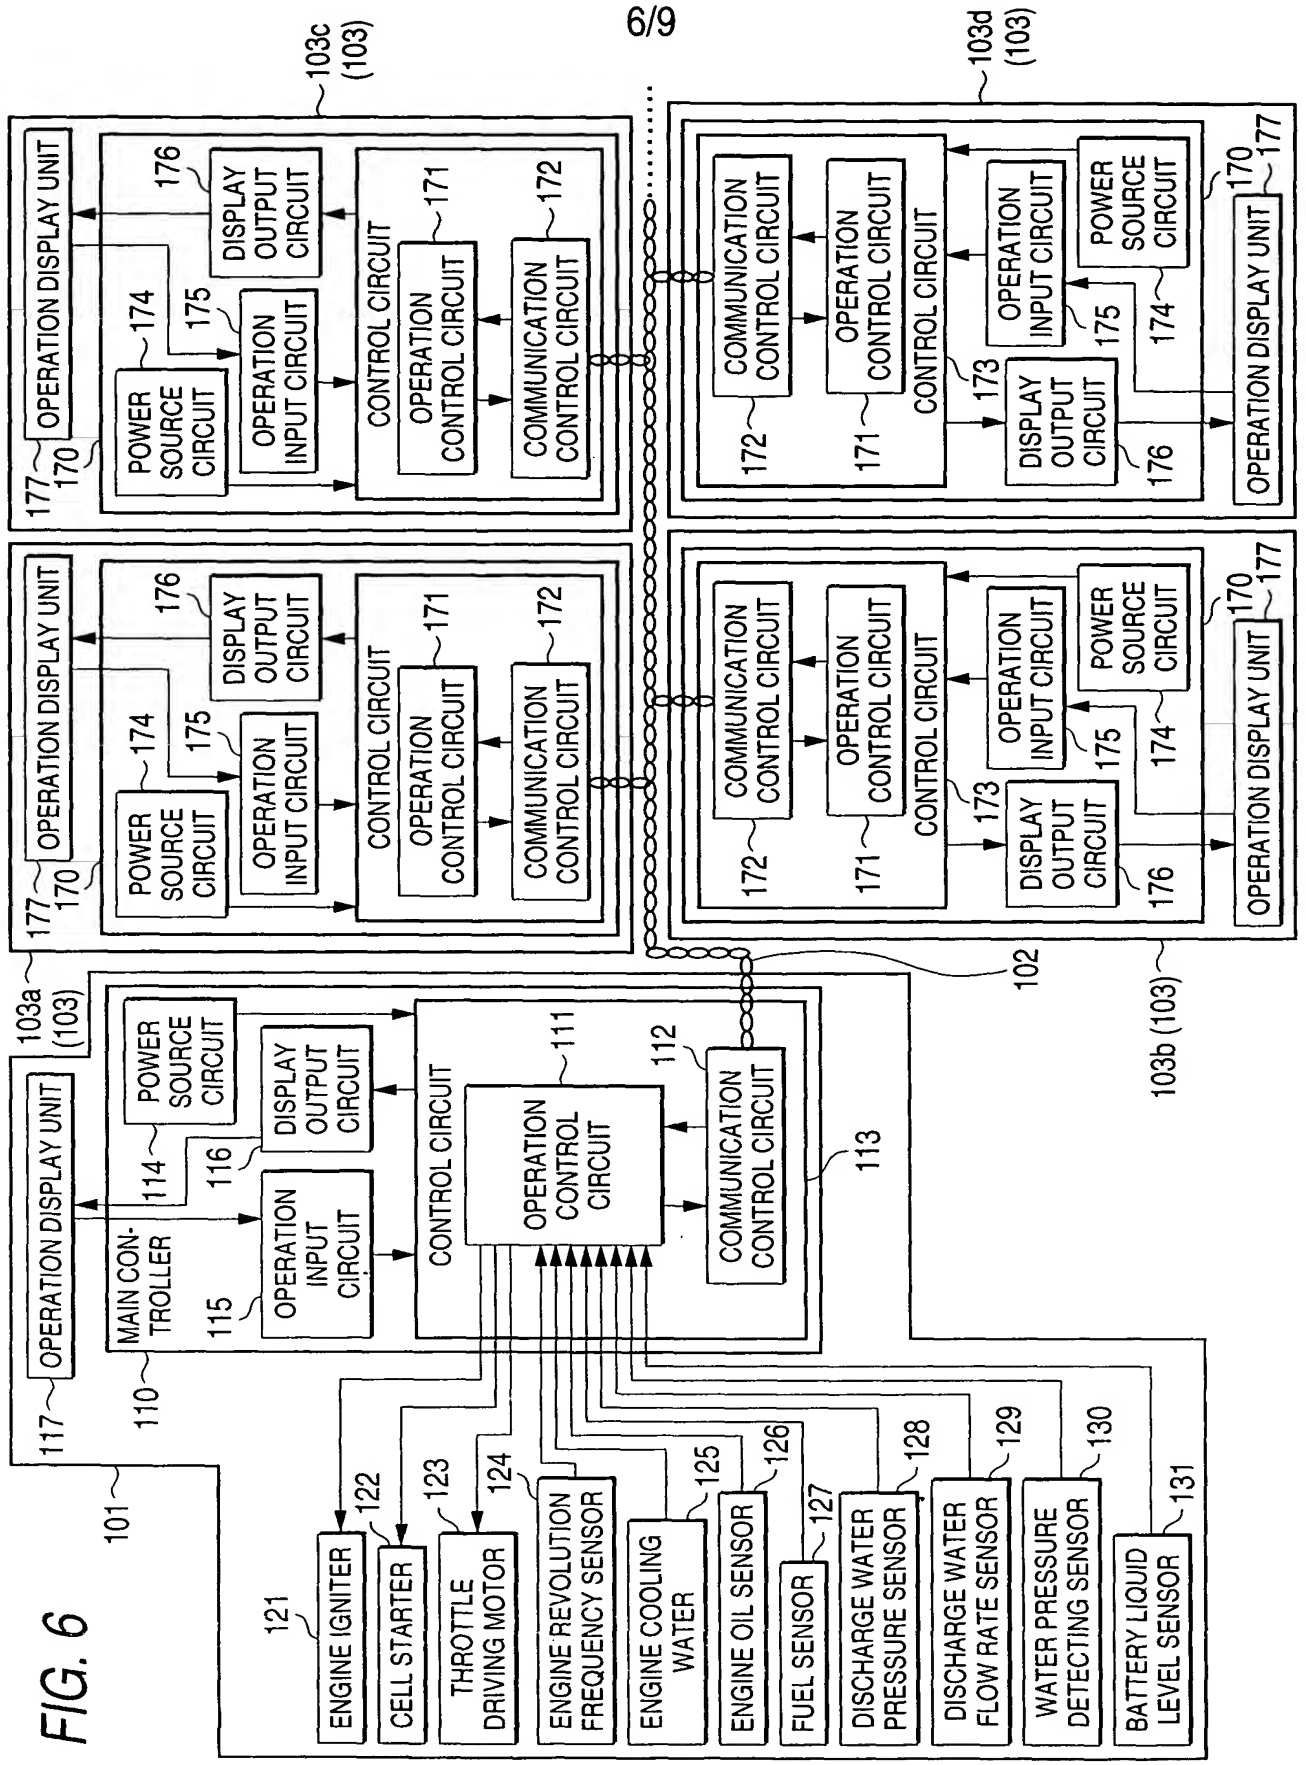 6/9
FIG. 6
101
117
OPERATION DISPLAY UNIT
110
MAIN CON-
TROLLER
114
POWER
SOURCE
CIRCUIT
115
OPERATION
INPUT
CIRCUIT
116
DISPLAY
OUTPUT
CIRCUIT
CONTROL CIRCUIT
111
OPERATION
CONTROL
CIRCUIT
112
COMMUNICATION
CONTROL CIRCUIT
113
102
121
ENGINE IGNITER
122
CELL STARTER
123
THROTTLE
DRIVING MOTOR
124
ENGINE REVOLUTION
FREQUENCY SENSOR
125
ENGINE COOLING
WATER
126
ENGINE OIL SENSOR
127
FUEL SENSOR
128
DISCHARGE WATER
PRESSURE SENSOR
129
DISCHARGE WATER
FLOW RATE SENSOR
130
WATER PRESSURE
DETECTING SENSOR
131
BATTERY LIQUID
LEVEL SENSOR
103a
(103)
177
OPERATION DISPLAY UNIT
170
174
POWER
SOURCE
CIRCUIT
175
OPERATION
INPUT CIRCUIT
176
DISPLAY
OUTPUT
CIRCUIT
CONTROL CIRCUIT
171
OPERATION
CONTROL CIRCUIT
172
COMMUNICATION
CONTROL CIRCUIT
103c
(103)
177
OPERATION DISPLAY UNIT
170
174
POWER
SOURCE
CIRCUIT
175
OPERATION
INPUT CIRCUIT
176
DISPLAY
OUTPUT
CIRCUIT
CONTROL CIRCUIT
171
OPERATION
CONTROL CIRCUIT
172
COMMUNICATION
CONTROL CIRCUIT
103b (103)
COMMUNICATION
CONTROL CIRCUIT
172
OPERATION
CONTROL CIRCUIT
171
CONTROL CIRCUIT
173
OPERATION
INPUT CIRCUIT
175
DISPLAY
OUTPUT
CIRCUIT
176
POWER
SOURCE
CIRCUIT
174
170
OPERATION DISPLAY UNIT
177
103d
(103)
COMMUNICATION
CONTROL CIRCUIT
172
OPERATION
CONTROL CIRCUIT
171
CONTROL CIRCUIT
173
OPERATION
INPUT CIRCUIT
175
DISPLAY
OUTPUT
CIRCUIT
176
POWER
SOURCE
CIRCUIT
174
170
OPERATION DISPLAY UNIT
177